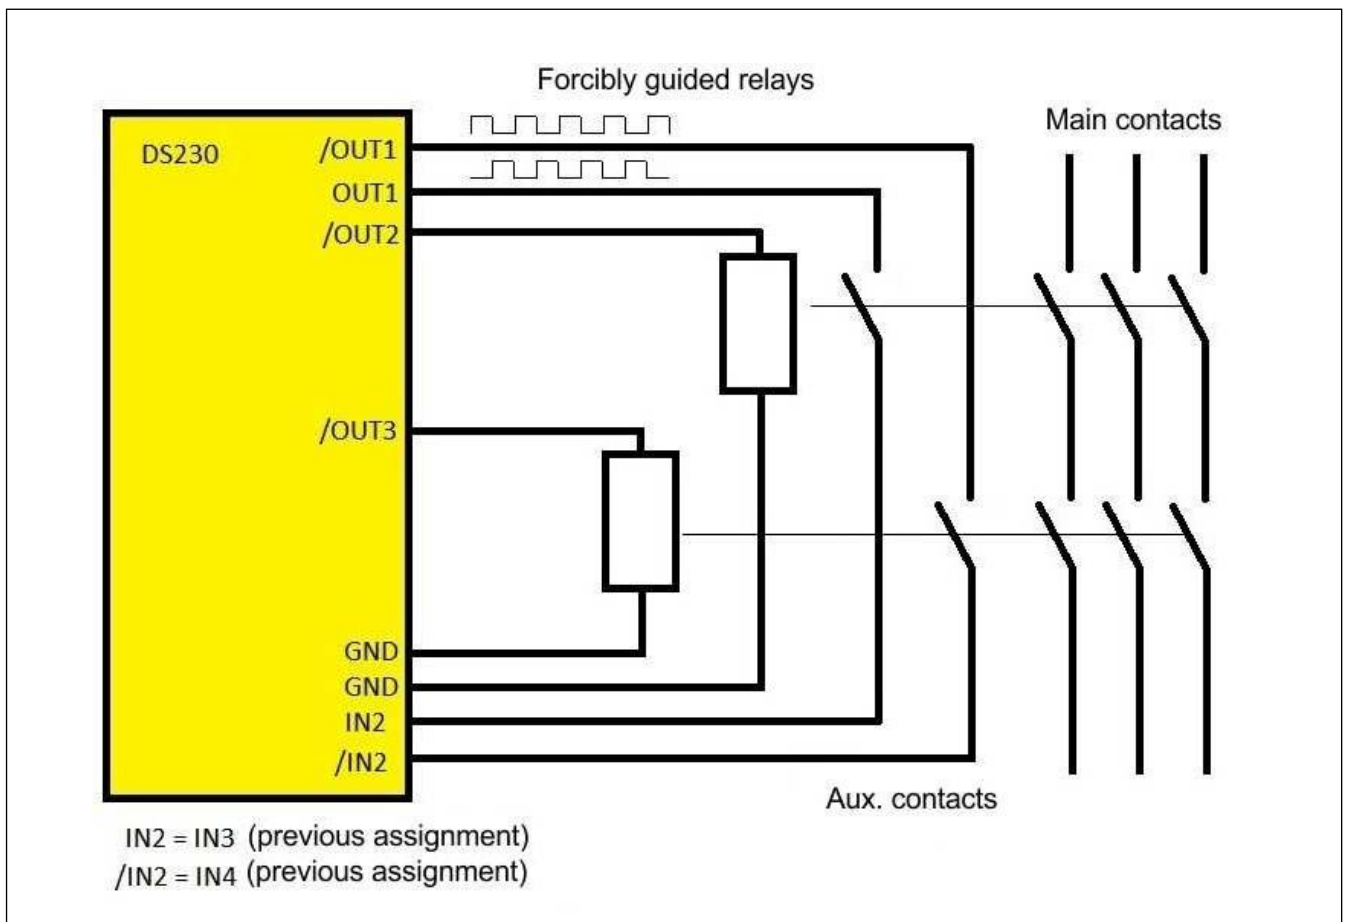 Forcibly guided relays
Main contacts
DS230
/OUT1
OUT1
/OUT2
/OUT3
GND
GND
IN2
/IN2
Aux. contacts
IN2 = IN3 (previous assignment)
/IN2 = IN4 (previous assignment)